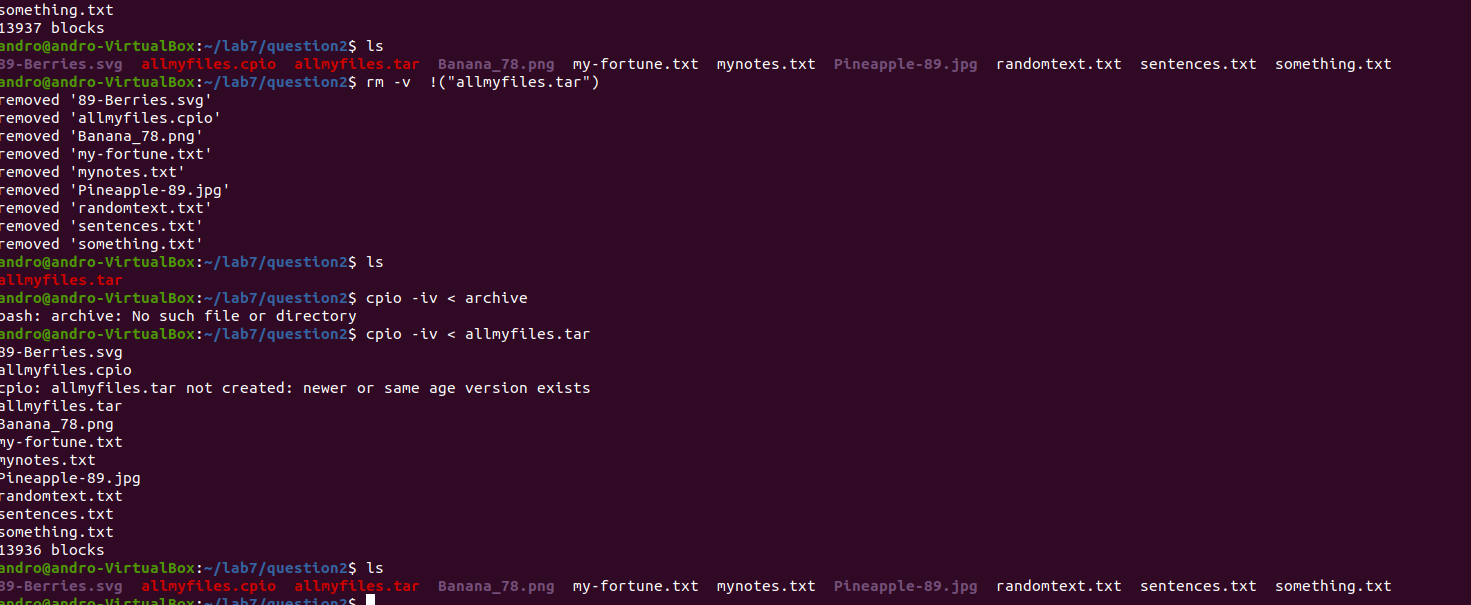 something.txt
13937 blocks
andro@andro-VirtualBox:~/lab7/question2$ ls
89-Berries.svg  allmyfiles.cpio  allmyfiles.tar  Banana_78.png  my-fortune.txt  mynotes.txt  Pineapple-89.jpg  randomtext.txt  sentences.txt  something.txt
andro@andro-VirtualBox:~/lab7/question2$ rm -v  !("allmyfiles.tar")
removed '89-Berries.svg'
removed 'allmyfiles.cpio'
removed 'Banana_78.png'
removed 'my-fortune.txt'
removed 'mynotes.txt'
removed 'Pineapple-89.jpg'
removed 'randomtext.txt'
removed 'sentences.txt'
removed 'something.txt'
andro@andro-VirtualBox:~/lab7/question2$ ls
allmyfiles.tar
andro@andro-VirtualBox:~/lab7/question2$ cpio -iv < archive
bash: archive: No such file or directory
andro@andro-VirtualBox:~/lab7/question2$ cpio -iv < allmyfiles.tar
89-Berries.svg
allmyfiles.cpio
cpio: allmyfiles.tar not created: newer or same age version exists
allmyfiles.tar
Banana_78.png
my-fortune.txt
mynotes.txt
Pineapple-89.jpg
randomtext.txt
sentences.txt
something.txt
13936 blocks
andro@andro-VirtualBox:~/lab7/question2$ ls
89-Berries.svg  allmyfiles.cpio  allmyfiles.tar  Banana_78.png  my-fortune.txt  mynotes.txt  Pineapple-89.jpg  randomtext.txt  sentences.txt  something.txt
andro@andro-VirtualBox:~/lab7/question2$